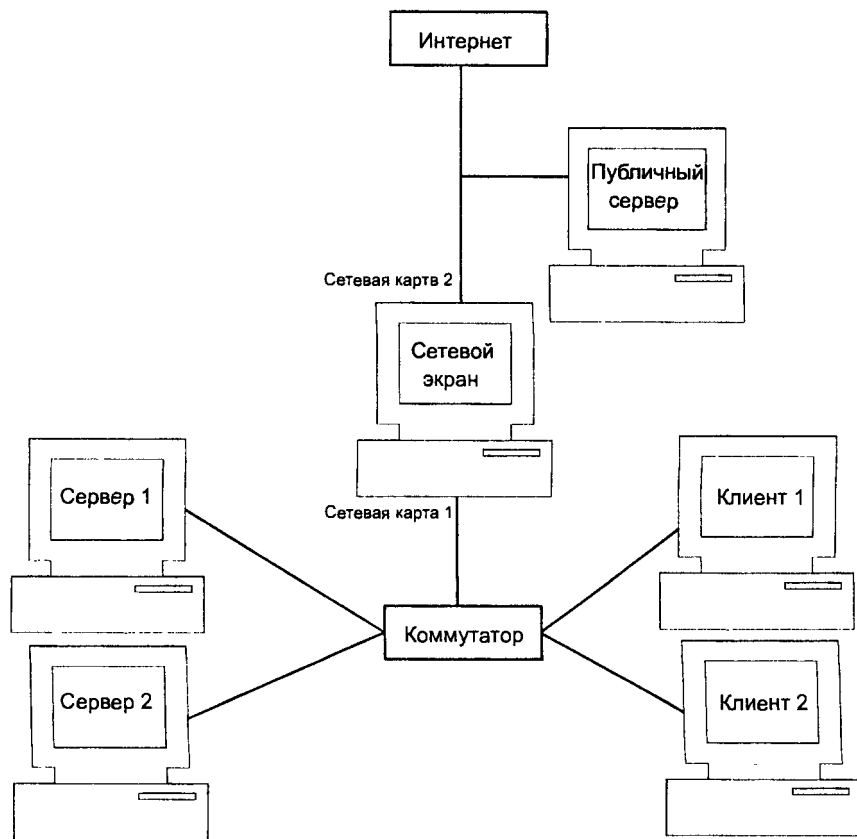 Интернет
Публичный
сервер
Сетевая картв 2
Сетевой
экран
Сервер 1
Сетевая карта 1
Клиент 1
Коммутатор
Сервер 2
Клиент 2